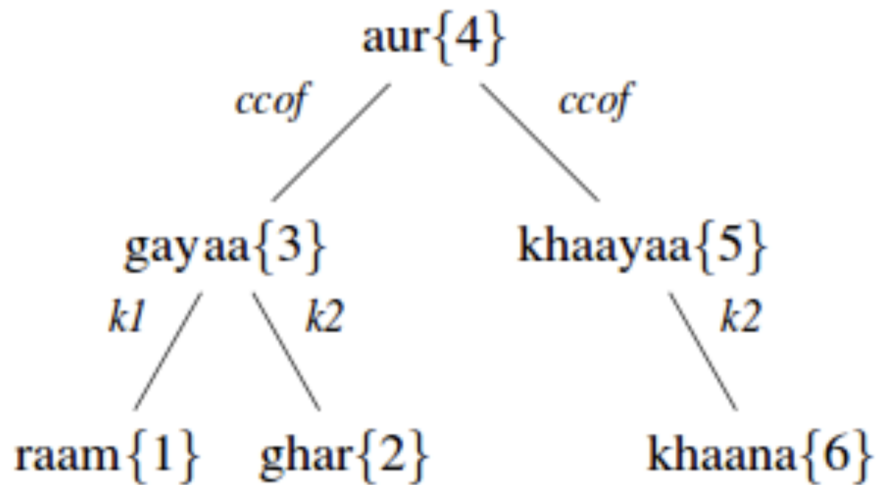 aur{4}
ccof ccof
gayaa{3} khaayaa{5}
k1 k2 k2
raam{1} ghar{2} khaana{6}